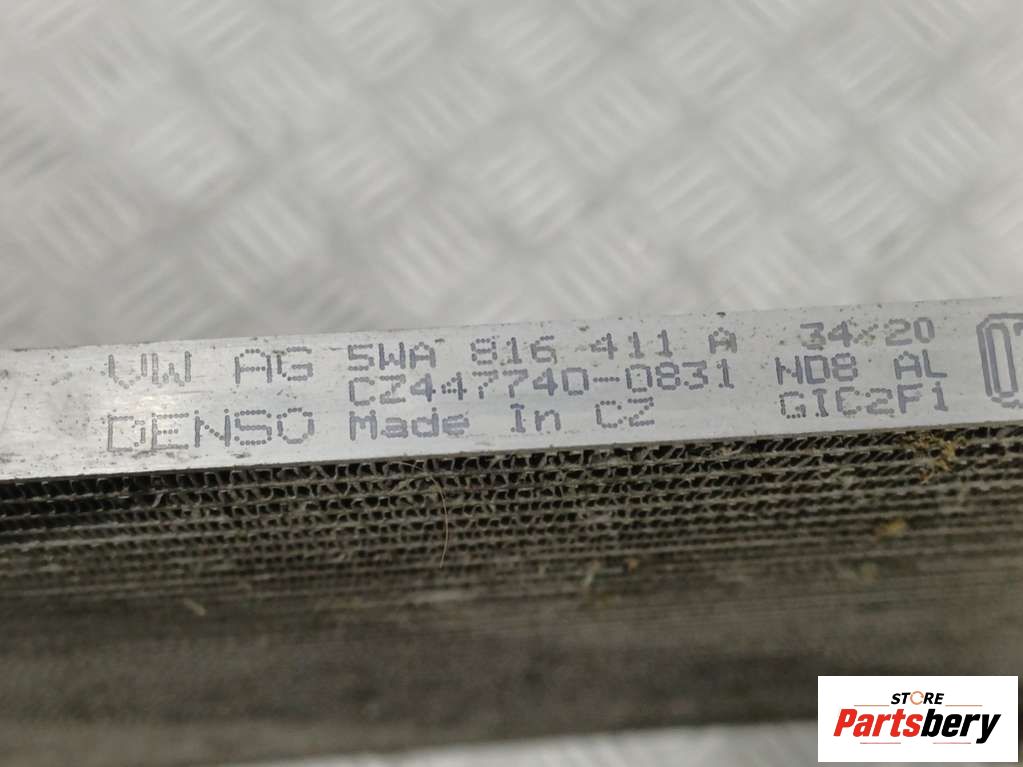 VW AG 5WA 816 411 A 34/20
CZ447740-0831 ND8 AL
DENSO Made In CZ GIC2F1
STORE
Partsbery